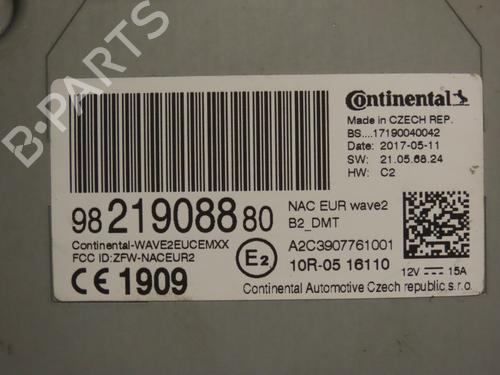 B-PARTS
Continental
Made in CZECH REP.
BS....17190040042
Date: 2017-05-11
SW: 21.05.68.24
HW: C2
98 219088 80
NAC EUR wave2
B2_DMT
Continental-WAVE2EUCEMXX
FCC ID:ZFW-NACEUR2
CE 1909
E2
A2C3907761001
10R-05 16110
12V 15A
Continental Automotive Czech republic s.r.o.